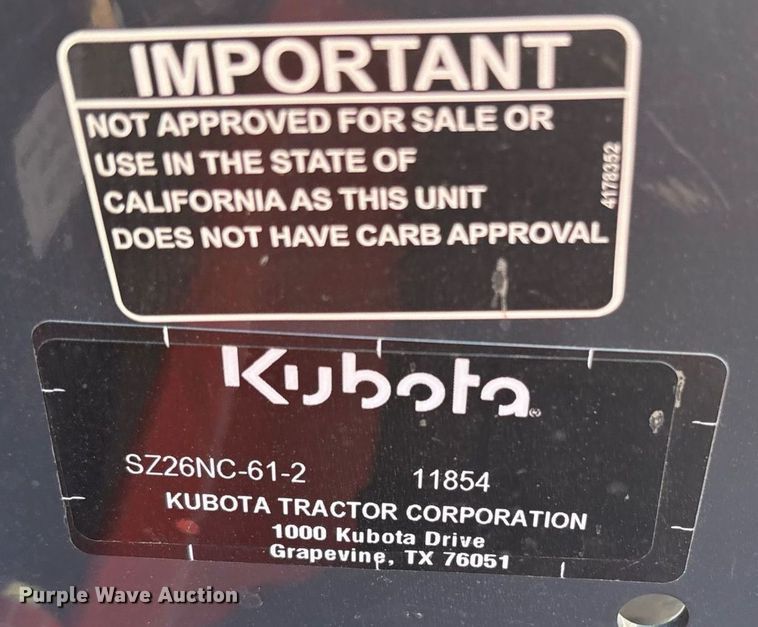 IMPORTANT
NOT APPROVED FOR SALE OR
USE IN THE STATE OF
CALIFORNIA AS THIS UNIT
DOES NOT HAVE CARB APPROVAL
4178352
Kubota
SZ26NC-61-2 11854
KUBOTA TRACTOR CORPORATION
1000 Kubota Drive
Grapevine, TX 76051
Purple Wave Auction